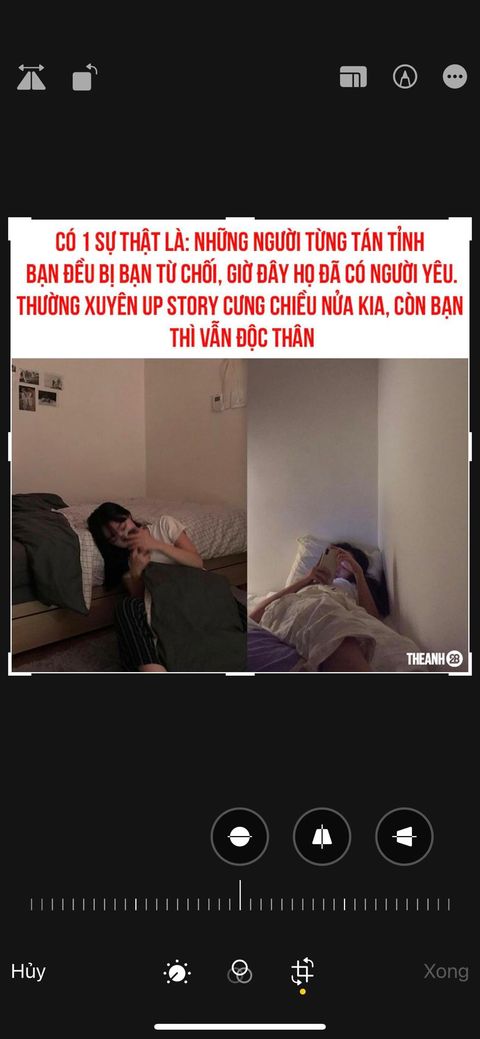 CÓ 1 SỰ THẬT LÀ: NHỮNG NGƯỜI TỪNG TÁN TỈNH
BẠN ĐỀU BỊ BẠN TỪ CHỐI, GIỜ ĐÂY HỌ ĐÃ CÓ NGƯỜI YÊU.
THƯỜNG XUYÊN UP STORY CƯNG CHIỀU NỬA KIA, CÒN BẠN
THÌ VẪN ĐỘC THÂN
THEANH 28
Hủy
Xong